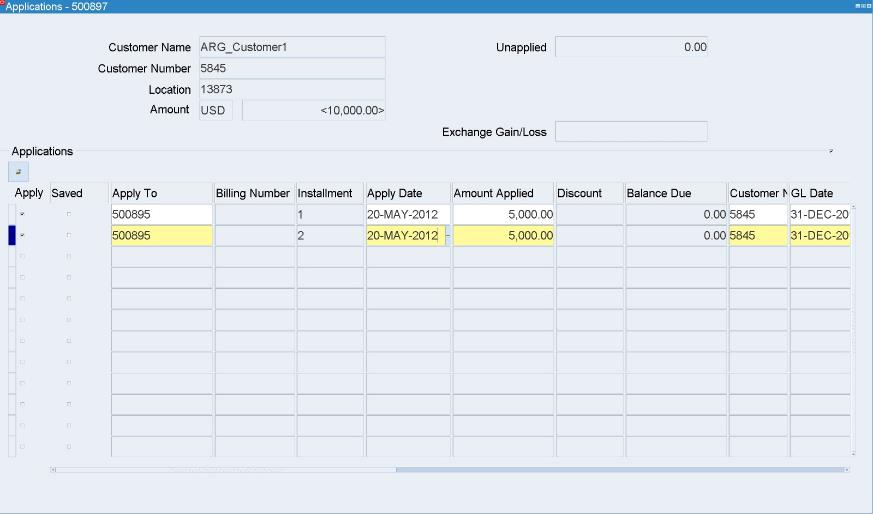 Applications - 500897
Customer Name ARG_Customer1 Unapplied 0.00
Customer Number 5845
Location 13873
Amount USD <10,000.00>
Exchange Gain/Loss
Applications
Apply Saved Apply To Billing Number Installment Apply Date Amount Applied Discount Balance Due Customer N GL Date
500895 1 20-MAY-2012 5,000.00 0.00 5845 31-DEC-20
500895 2 20-MAY-2012 5,000.00 0.00 5845 31-DEC-20